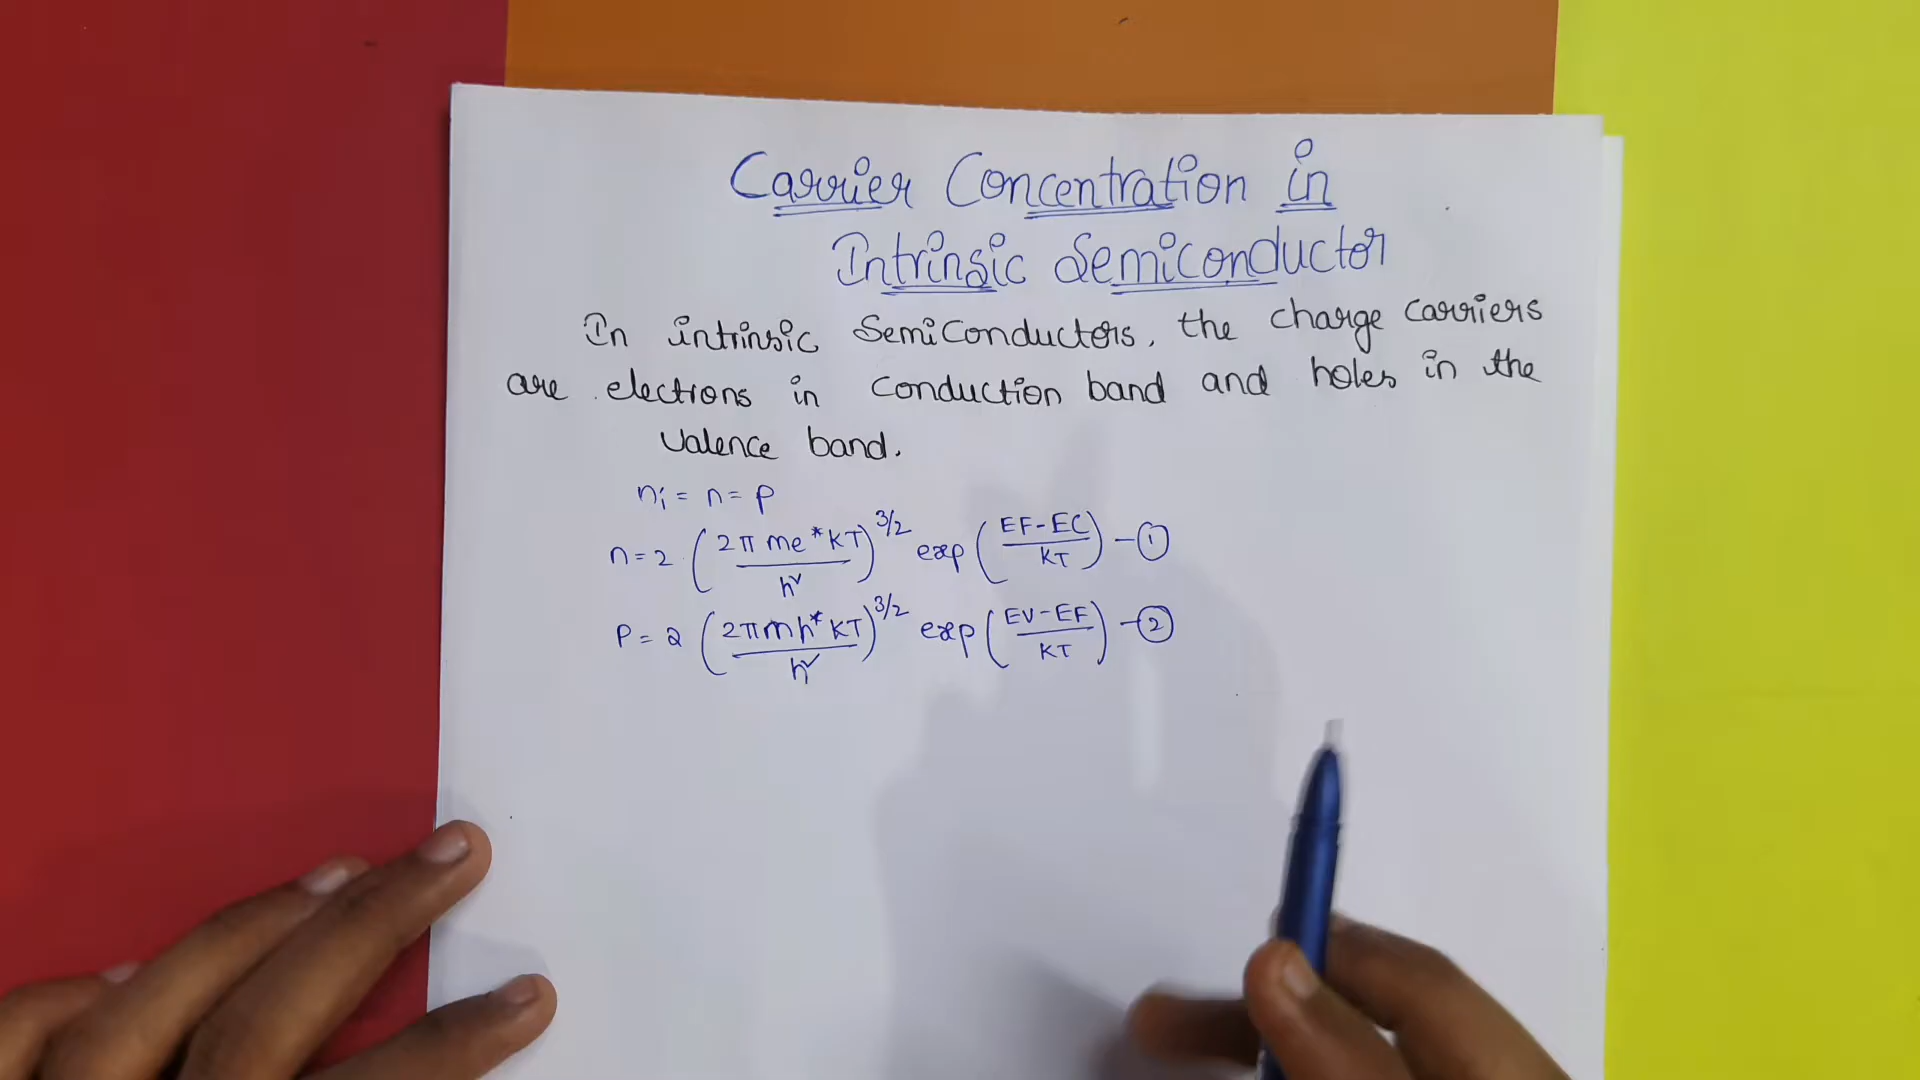 Carrier Concentration in
Intrinsic Semiconductor
In intrinsic Semiconductors, the charge carriers
are electrons in conduction band and holes in the
Valence band.
ni = n = p
n = 2 (2π me* KT / h²)^3/2 exp (EF - EC / KT) - ①
P = 2 (2π mh* KT / h²)^3/2 exp (EV - EF / KT) - ②